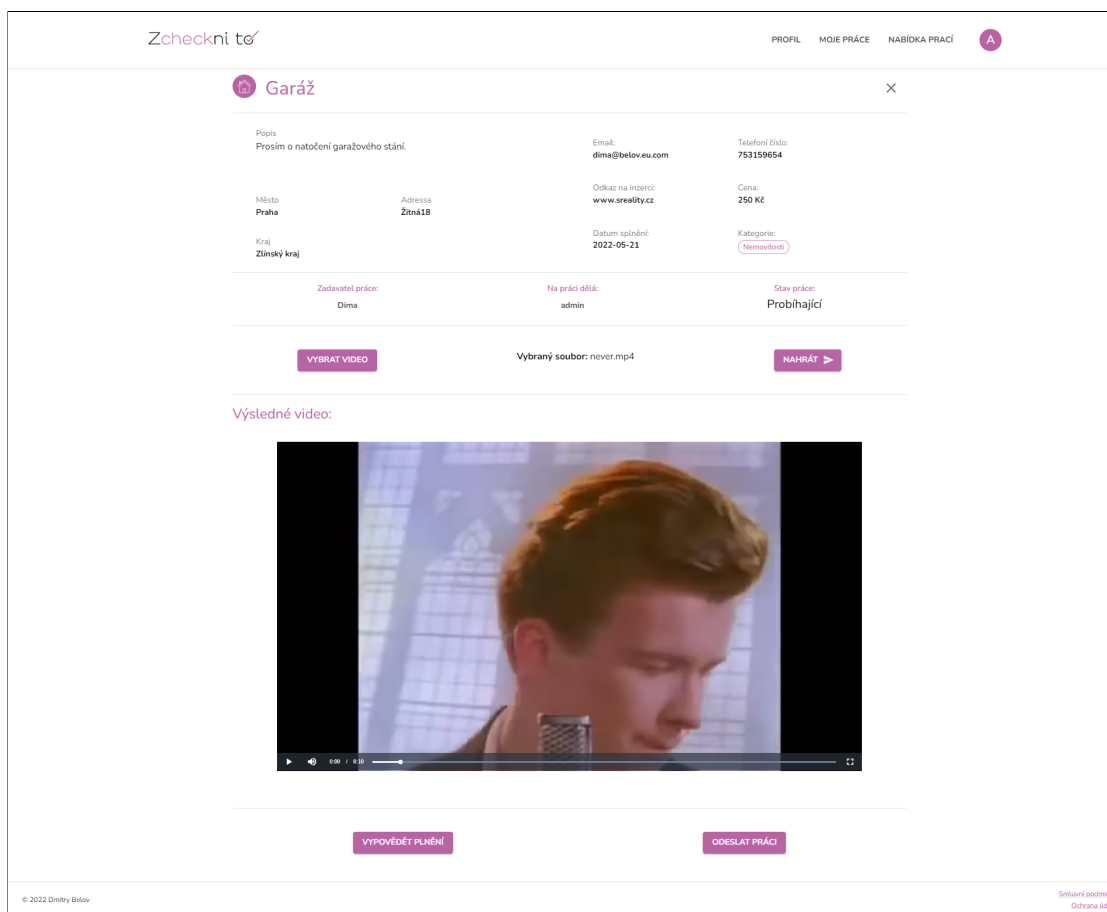 Zcheckni to
PROFIL MOJE PRÁCE NABÍDKA PRACÍ A
Garáž
Popis
Prosím o natočení garážového stání.
Email: Telefoní číslo:
dima@belov.eu.com 753159654
Město Adressa
Praha Žitná18
Odkaz na inzerci: Cena:
www.sreality.cz 250 Kč
Kraj
Zlínský kraj
Datum splnění: Kategorie:
2022-05-21 Nemovitosti
Zadavatel práce: Na práci dělá: Stav práce:
Dima admin Probíhající
VYBRAT VIDEO Vybraný soubor: never.mp4 NAHRÁT
Výsledné video:
0:00 / 0:10
VYPOVĚDĚT PLNĚNÍ ODESLAT PRÁCI
© 2022 Dmitry Belov
Smluvní podmí
Ochrana úd